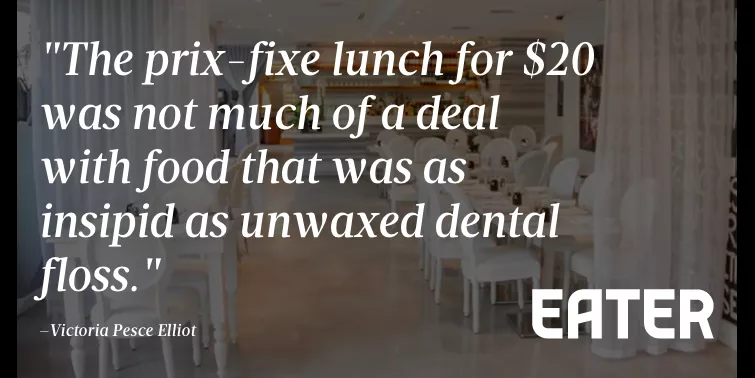 "The prix-fixe lunch for $20
was not much of a deal
with food that was as
insipid as unwaxed dental
floss."
–Victoria Pesce Elliot
EATER